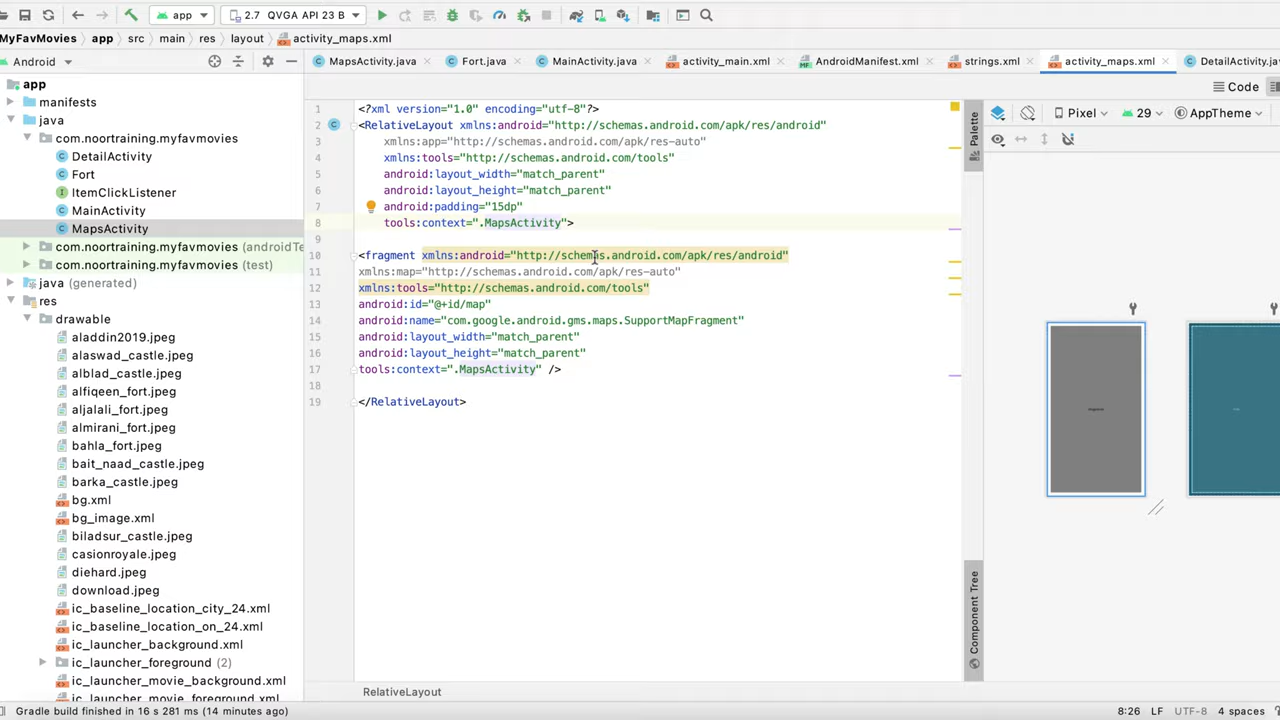 app
2.7 QVGA API 23 B
MyFavMovies
app
src
main
res
layout
activity_maps.xml
Android
MapsActivity.java
Fort.java
MainActivity.java
activity_main.xml
AndroidManifest.xml
strings.xml
activity_maps.xml
DetailActivity.java
Code
app
manifests
java
com.noortraining.myfavmovies
DetailActivity
Fort
ItemClickListener
MainActivity
MapsActivity
com.noortraining.myfavmovies (androidTe
com.noortraining.myfavmovies (test)
java (generated)
res
drawable
aladdin2019.jpeg
alaswad_castle.jpeg
alblad_castle.jpeg
alfiqeen_fort.jpeg
aljalali_fort.jpeg
almirani_fort.jpeg
bahla_fort.jpeg
bait_naad_castle.jpeg
barka_castle.jpeg
bg.xml
bg_image.xml
biladsur_castle.jpeg
casionroyale.jpeg
diehard.jpeg
download.jpeg
ic_baseline_location_city_24.xml
ic_baseline_location_on_24.xml
ic_launcher_background.xml
ic_launcher_foreground (2)
ic_launcher_movie_background.xml
ic_launcher_movie_foreground.xml
1 <?xml version="1.0" encoding="utf-8"?>
2 <RelativeLayout xmlns:android="http://schemas.android.com/apk/res/android"
3 xmlns:app="http://schemas.android.com/apk/res-auto"
4 xmlns:tools="http://schemas.android.com/tools"
5 android:layout_width="match_parent"
6 android:layout_height="match_parent"
7 android:padding="15dp"
8 tools:context=".MapsActivity">
9
10 <fragment xmlns:android="http://schemas.android.com/apk/res/android"
11 xmlns:map="http://schemas.android.com/apk/res-auto"
12 xmlns:tools="http://schemas.android.com/tools"
13 android:id="@+id/map"
14 android:name="com.google.android.gms.maps.SupportMapFragment"
15 android:layout_width="match_parent"
16 android:layout_height="match_parent"
17 tools:context=".MapsActivity" />
18
19 </RelativeLayout>
Palette
Component Tree
Pixel
29
AppTheme
RelativeLayout
Gradle build finished in 16 s 281 ms (14 minutes ago)
8:26 LF UTF-8 4 spaces